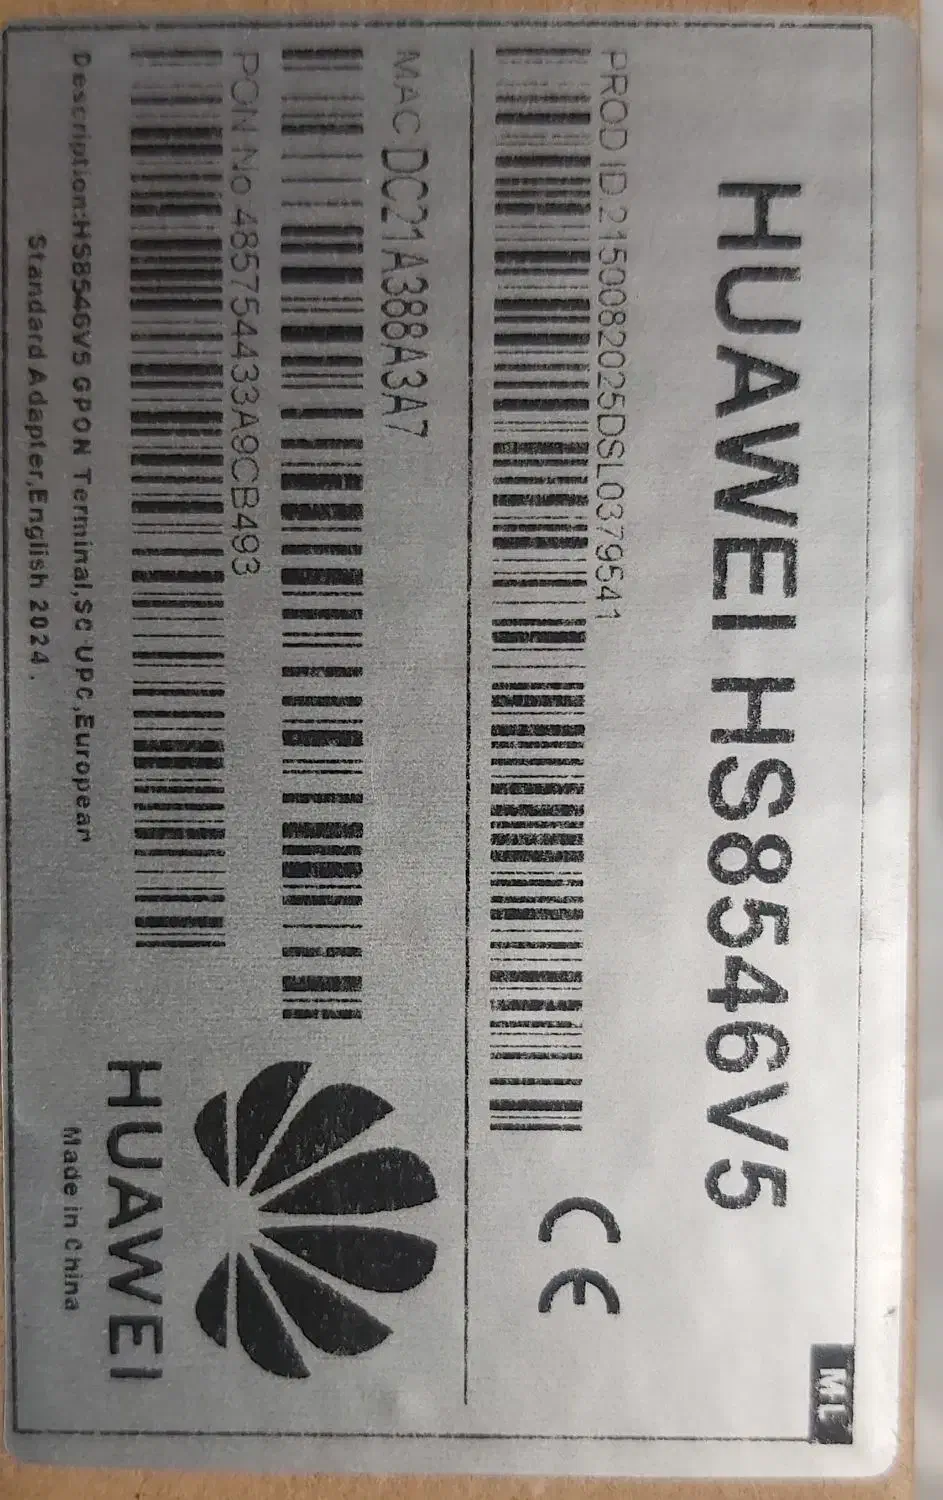 HUAWEI HS8546V5
ML
PROD ID 2150082025DSL0379541
CE
MAC DC21A388A3A7
PON No 485754433A9CB493
Description:HS8546V5 GPON Terminal,SC UPC,European
Standard Adapter,English 2024.
HUAWEI
Made in China